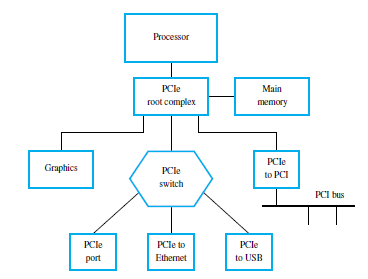 Processor
PCIe
root complex
Main
memory
Graphics
PCIe
switch
PCIe
to PCI
PCI bus
PCIe
port
PCIe to
Ethernet
PCIe
to USB